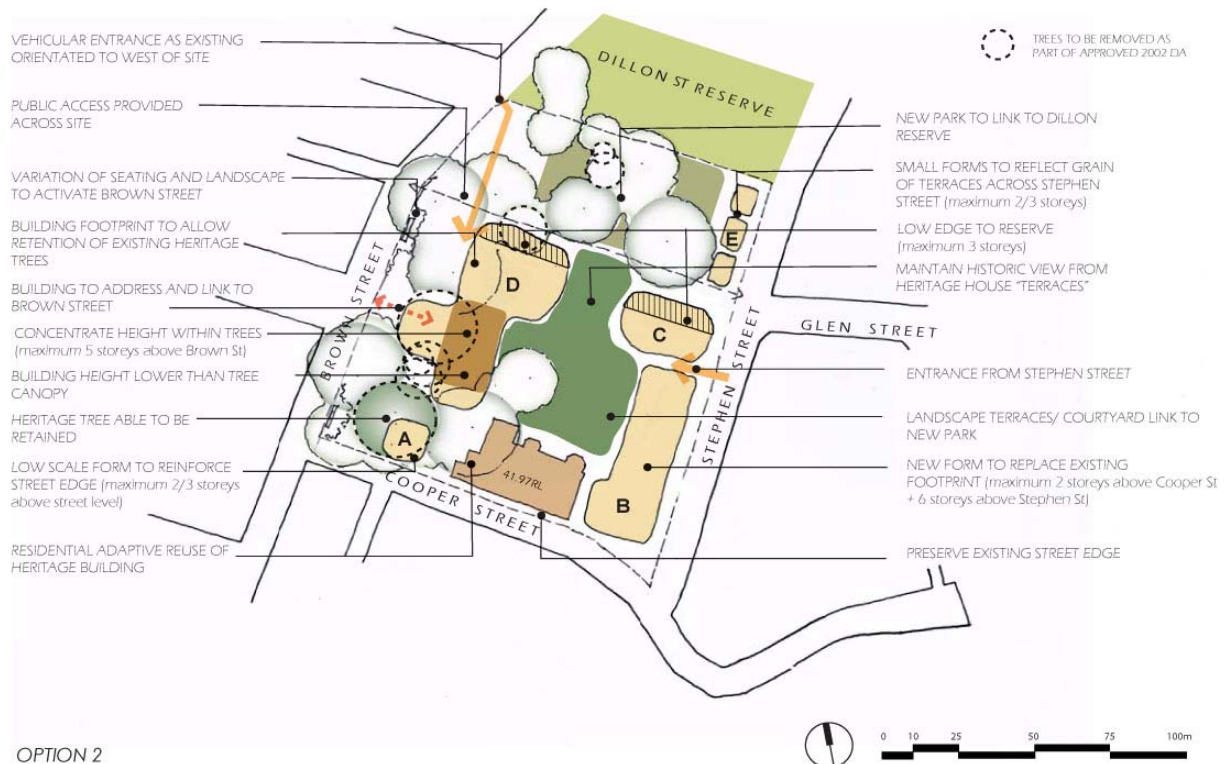 VEHICULAR ENTRANCE AS EXISTING
ORIENTATED TO WEST OF SITE
PUBLIC ACCESS PROVIDED
ACROSS SITE
VARIATION OF SEATING AND LANDSCAPE
TO ACTIVATE BROWN STREET
BUILDING FOOTPRINT TO ALLOW
RETENTION OF EXISTING HERITAGE
TREES
BUILDING TO ADDRESS AND LINK TO
BROWN STREET
CONCENTRATE HEIGHT WITHIN TREES
(maximum 5 storeys above Brown St)
BUILDING HEIGHT LOWER THAN TREE
CANOPY
HERITAGE TREE ABLE TO BE
RETAINED
LOW SCALE FORM TO REINFORCE
STREET EDGE (maximum 2/3 storeys
above street level)
RESIDENTIAL ADAPTIVE REUSE OF
HERITAGE BUILDING
DILLON ST RESERVE
BROWN STREET
D
E
C
A
B
41.97RL
COOPER STREET
STEPHEN STREET
GLEN STREET
TREES TO BE REMOVED AS
PART OF APPROVED 2002 DA
NEW PARK TO LINK TO DILLON
RESERVE
SMALL FORMS TO REFLECT GRAIN
OF TERRACES ACROSS STEPHEN
STREET (maximum 2/3 storeys)
LOW EDGE TO RESERVE
(maximum 3 storeys)
MAINTAIN HISTORIC VIEW FROM
HERITAGE HOUSE "TERRACES"
ENTRANCE FROM STEPHEN STREET
LANDSCAPE TERRACES/ COURTYARD LINK TO
NEW PARK
NEW FORM TO REPLACE EXISTING
FOOTPRINT (maximum 2 storeys above Cooper St
+ 6 storeys above Stephen St)
PRESERVE EXISTING STREET EDGE
OPTION 2
0 10 25 50 75 100m